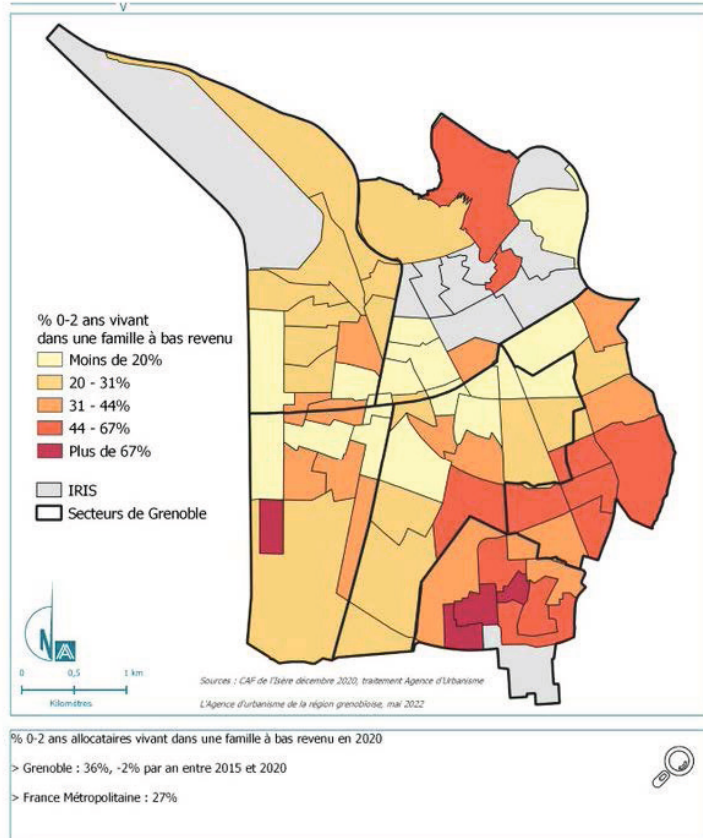 V
% 0-2 ans vivant
dans une famille à bas revenu
Moins de 20%
20 - 31%
31 - 44%
44 - 67%
Plus de 67%
IRIS
Secteurs de Grenoble
N
0 0,5 1 km
Kilomètres
Sources : CAF de l'Isère décembre 2020, traitement Agence d'Urbanisme
L'Agence d'urbanisme de la région grenobloise, mai 2022
% 0-2 ans allocataires vivant dans une famille à bas revenu en 2020
> Grenoble : 36%, -2% par an entre 2015 et 2020
> France Métropolitaine : 27%